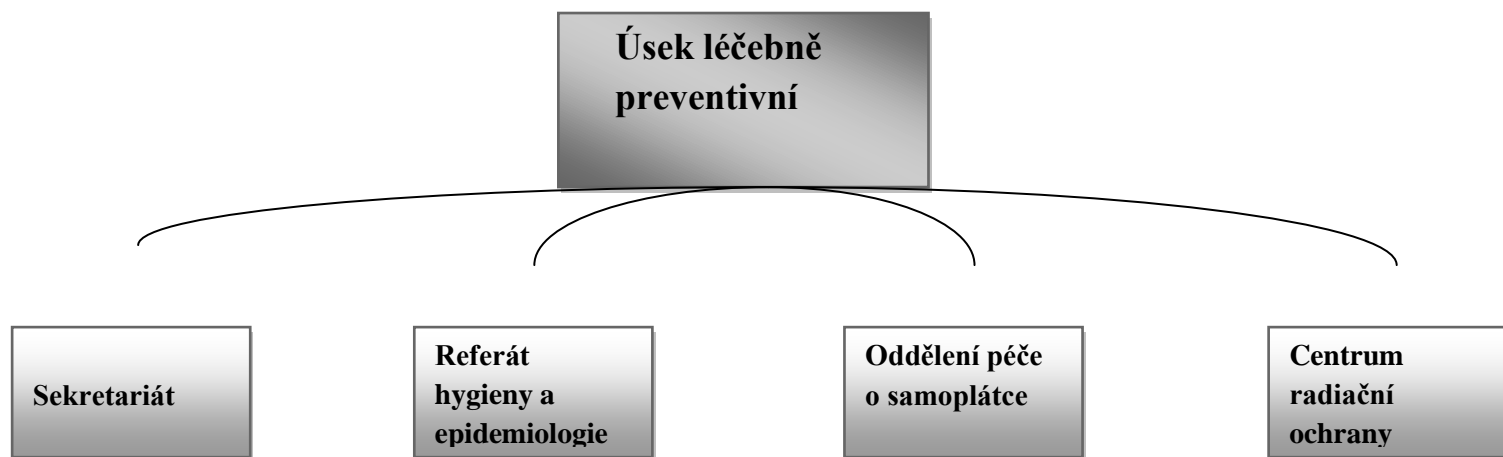 Úsek léčebně
preventivní
Sekretariát
Referát
hygieny a
epidemiologie
Oddělení péče
o samoplátce
Centrum
radiační
ochrany